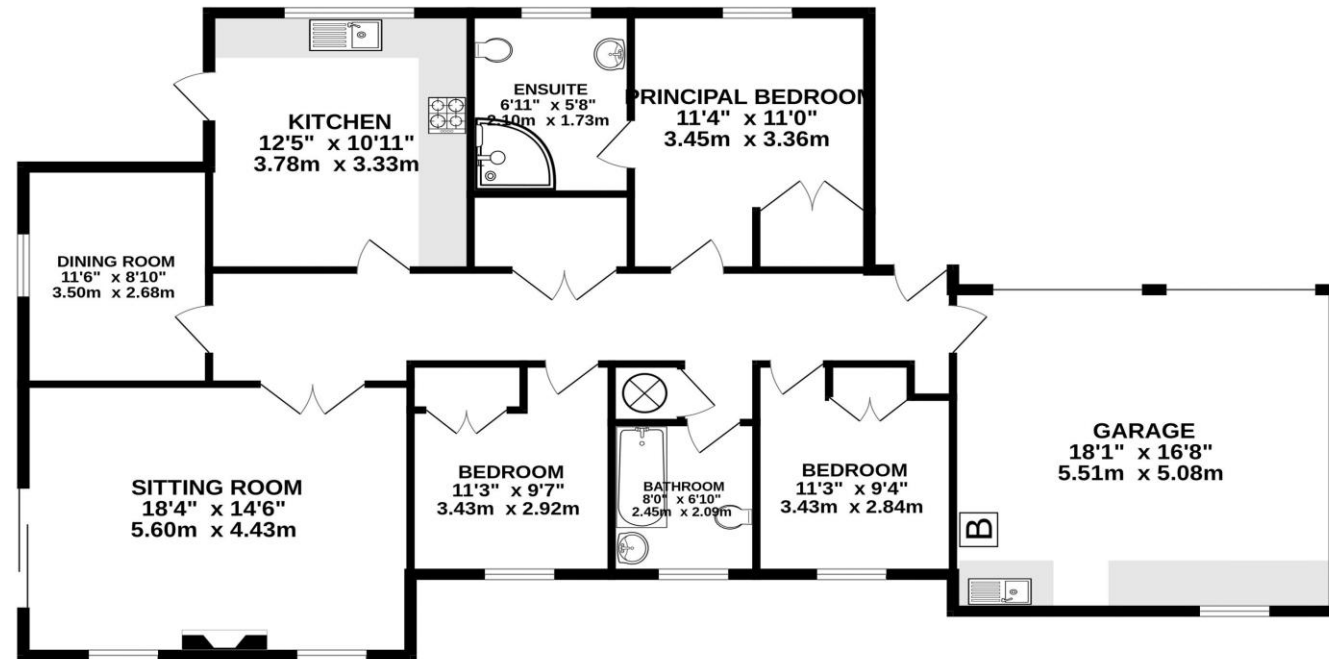 KITCHEN
12'5" x 10'11"
3.78m x 3.33m
ENSUITE
6'11" x 5'8"
2.10m x 1.73m
PRINCIPAL BEDROOM
11'4" x 11'0"
3.45m x 3.36m
DINING ROOM
11'6" x 8'10"
3.50m x 2.68m
SITTING ROOM
18'4" x 14'6"
5.60m x 4.43m
BEDROOM
11'3" x 9'7"
3.43m x 2.92m
BATHROOM
8'0" x 6'10"
2.45m x 2.09m
BEDROOM
11'3" x 9'4"
3.43m x 2.84m
GARAGE
18'1" x 16'8"
5.51m x 5.08m
B